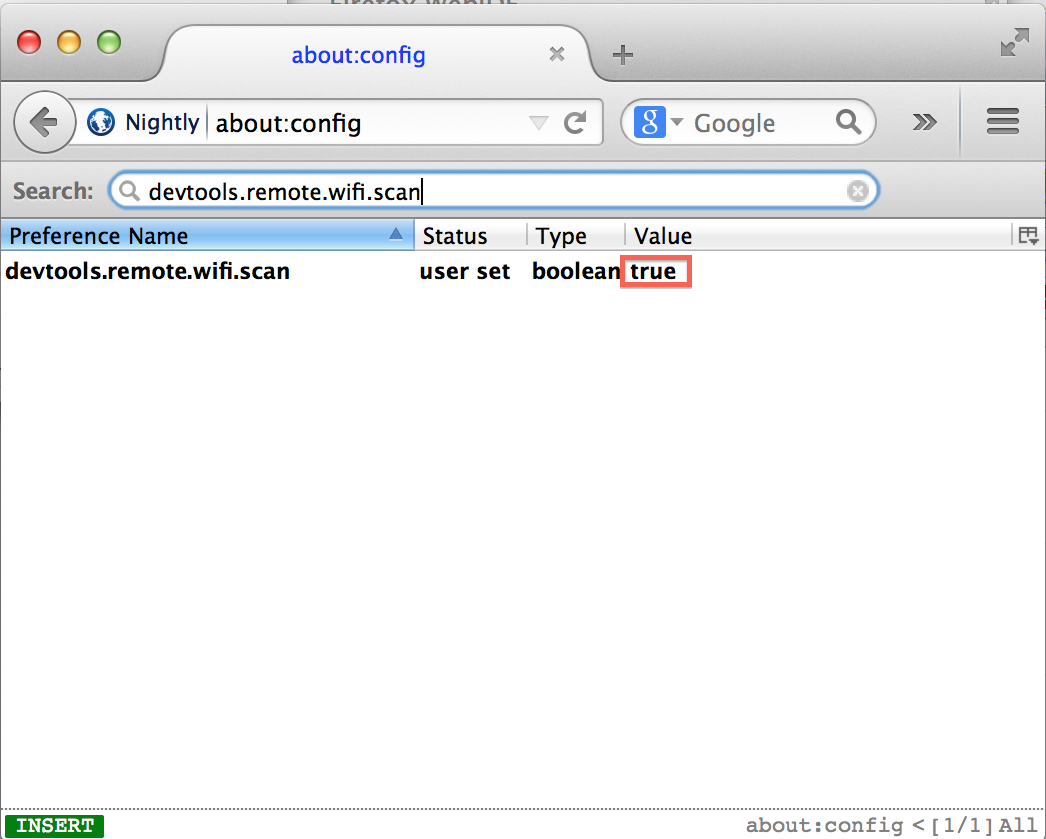 about:config
Nightly about:config Google
Search: devtools.remote.wifi.scan
Preference Name Status Type Value
devtools.remote.wifi.scan user set boolean true
INSERT about:config <[1/1]All